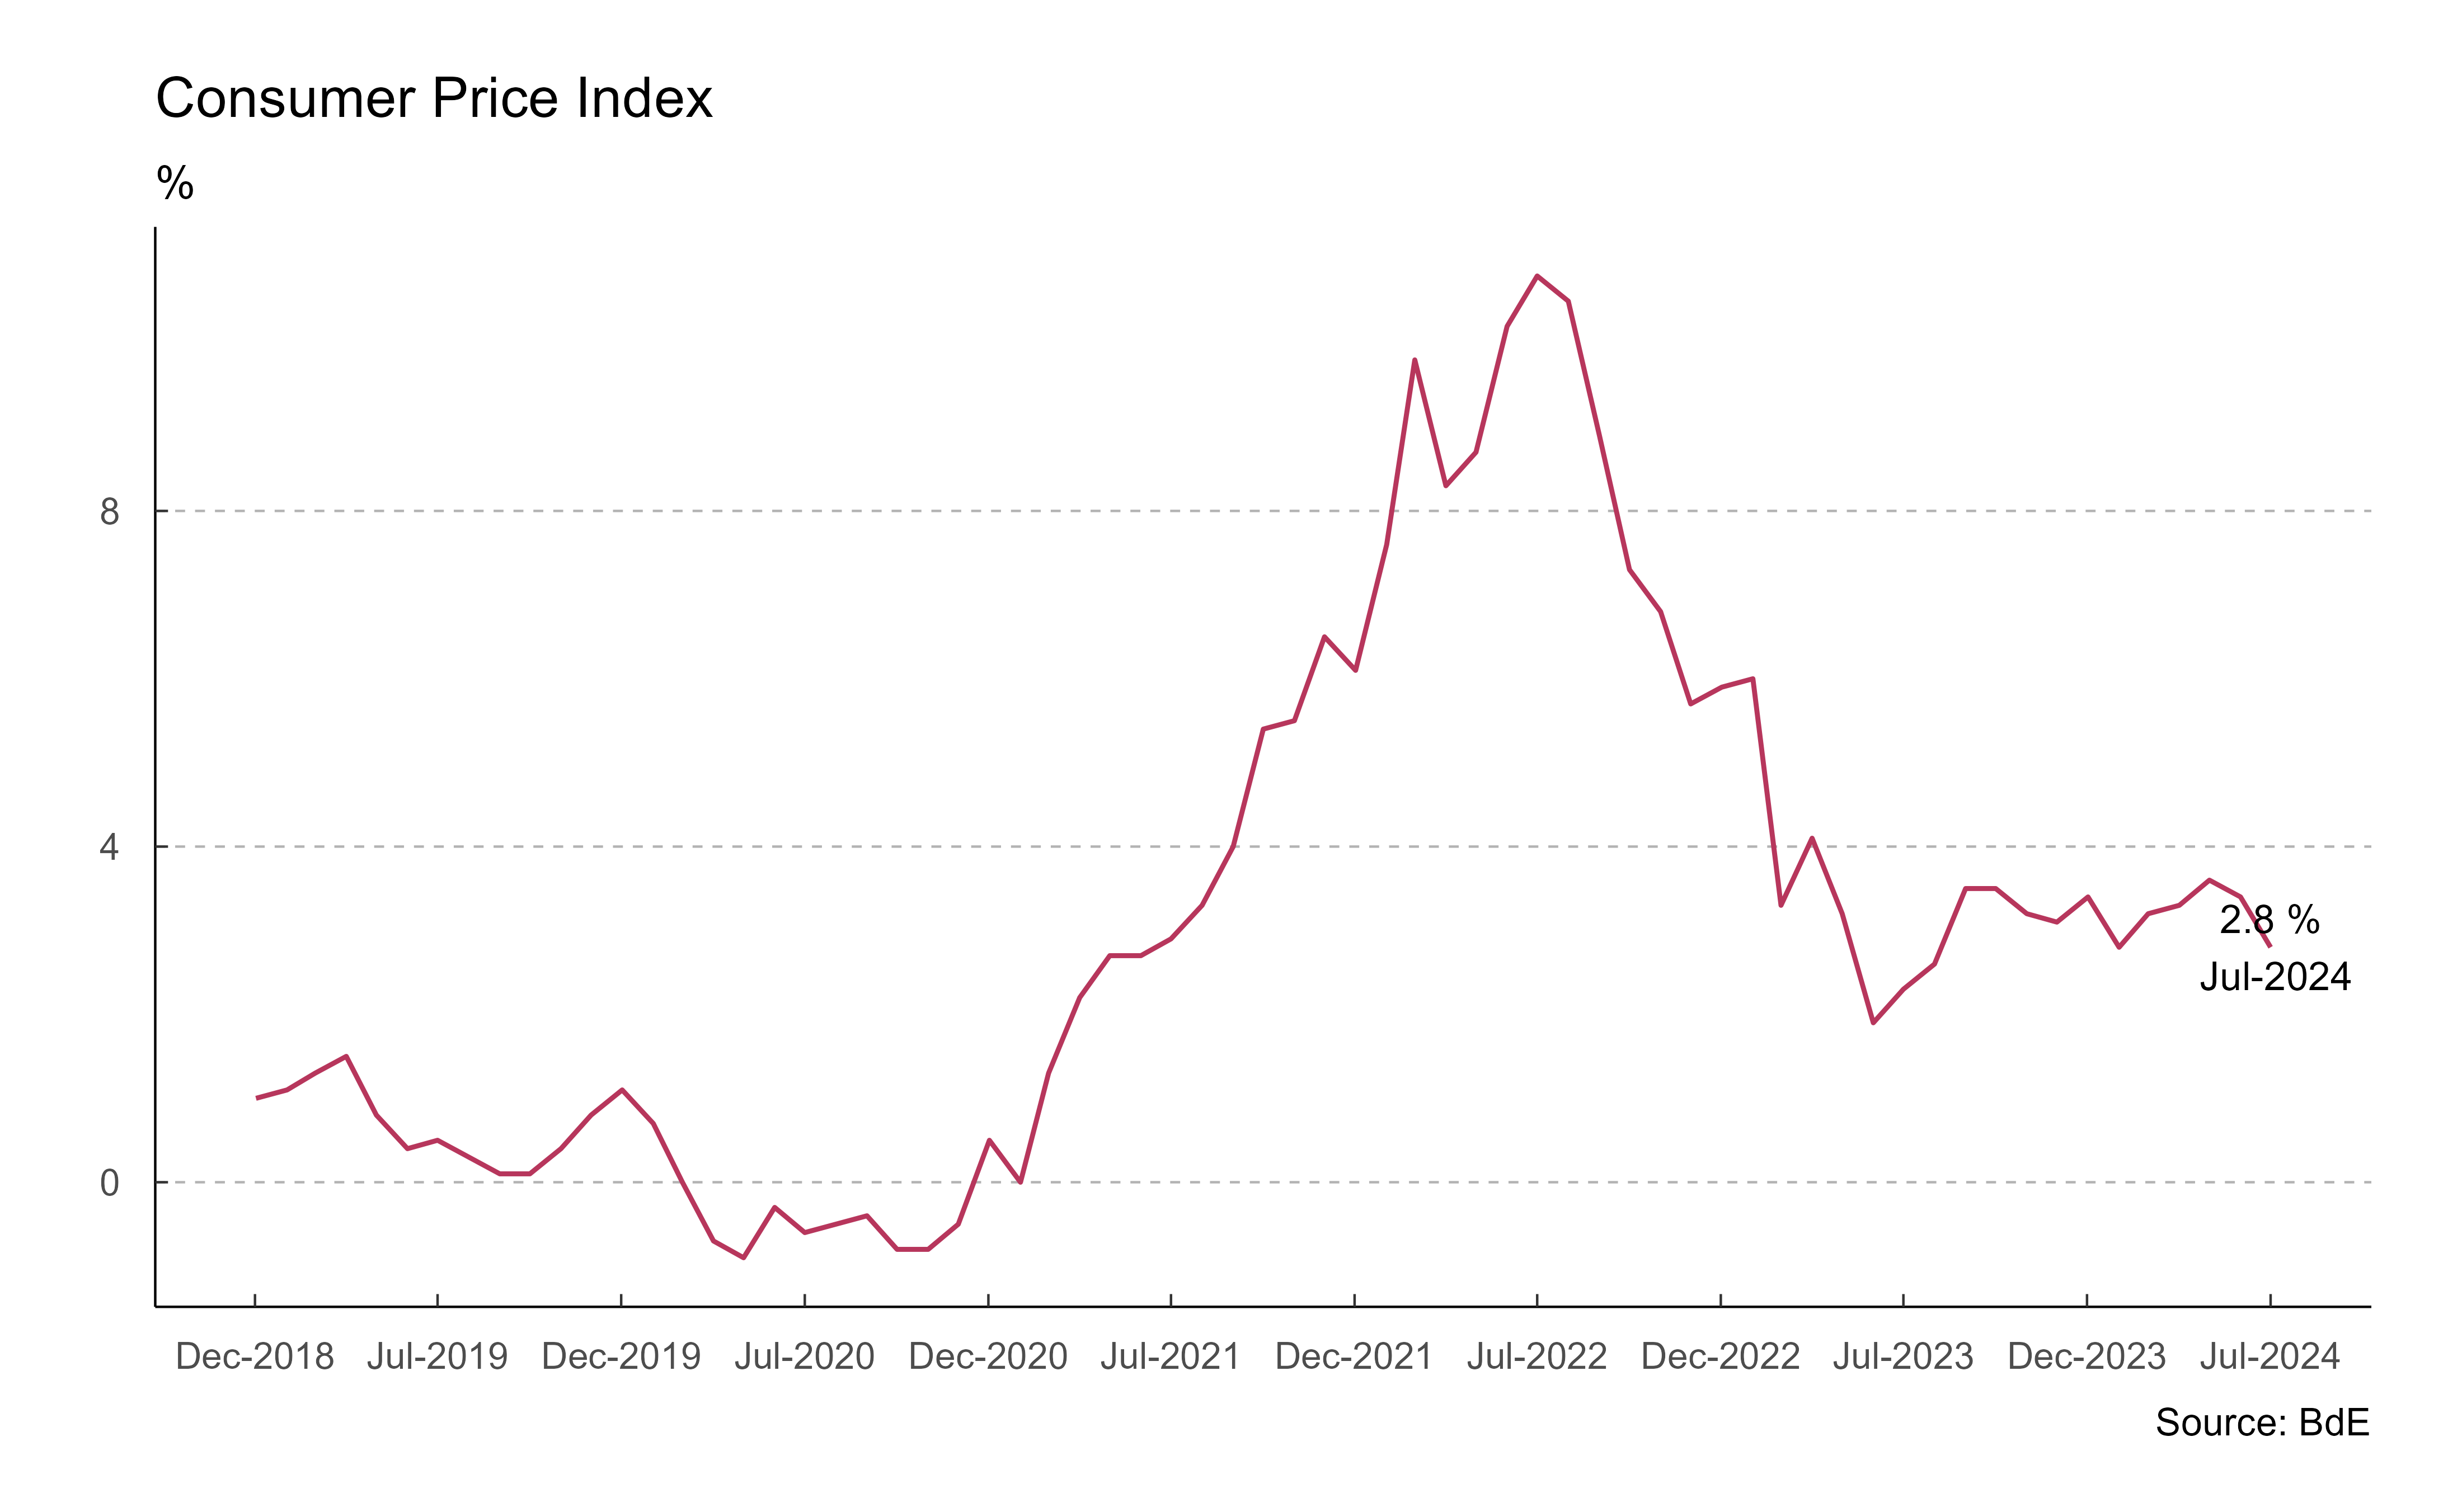 Consumer Price Index
%
8
4
0
2.8 %
Jul-2024
Dec-2018 Jul-2019 Dec-2019 Jul-2020 Dec-2020 Jul-2021 Dec-2021 Jul-2022 Dec-2022 Jul-2023 Dec-2023 Jul-2024
Source: BdE